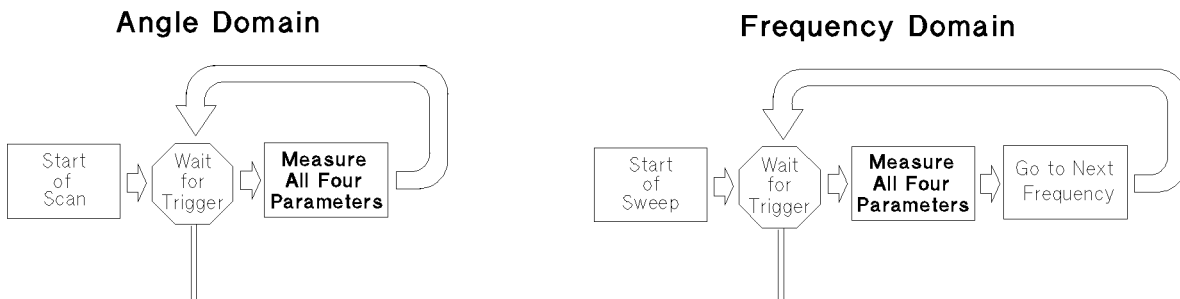 Angle Domain
Start
of
Scan
Wait
for
Trigger
Measure
All Four
Parameters
Frequency Domain
Start
of
Sweep
Wait
for
Trigger
Measure
All Four
Parameters
Go to Next
Frequency